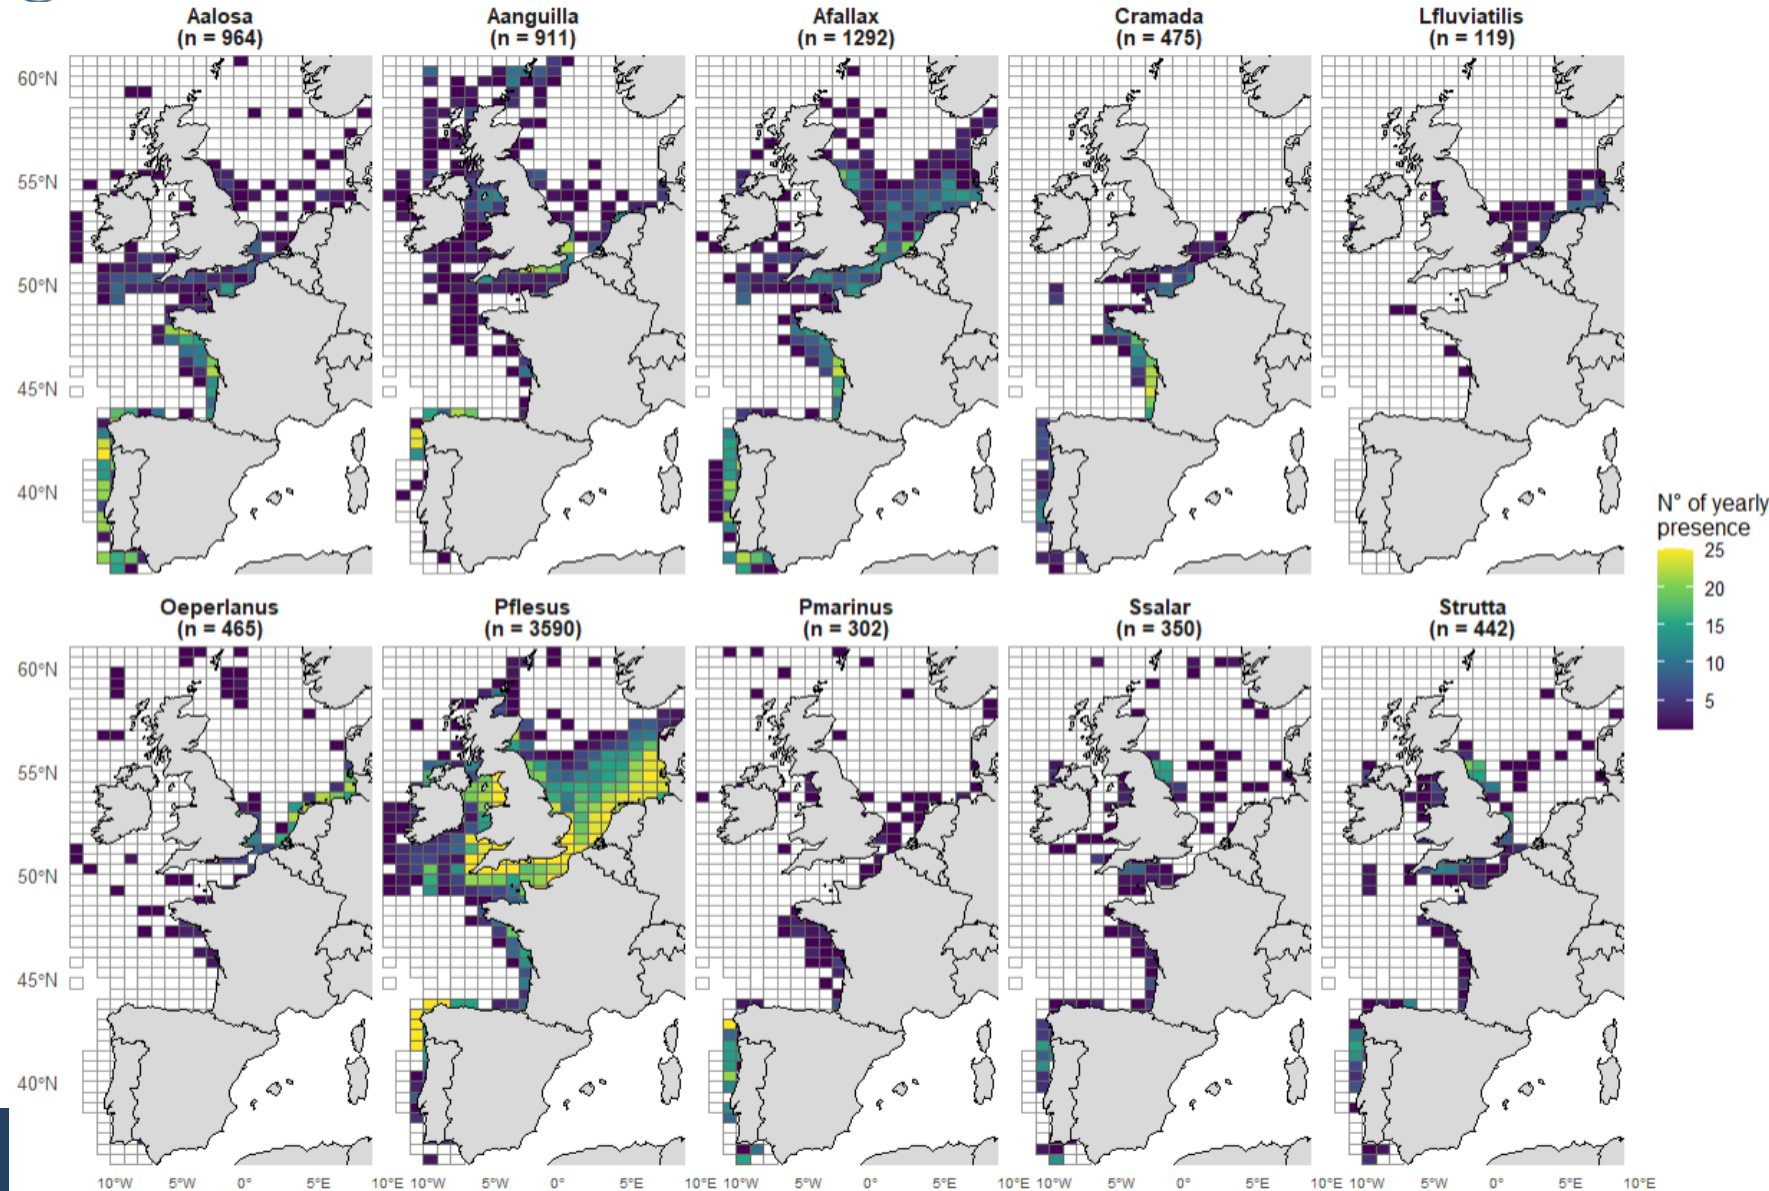 Aalosa
(n = 964)
Aanguilla
(n = 911)
Afallax
(n = 1292)
Cramada
(n = 475)
Lfluviatilis
(n = 119)
60°N
55°N
50°N
45°N
40°N
N° of yearly
presence
25
20
15
10
5
Oeperlanus
(n = 465)
Pflesus
(n = 3590)
Pmarinus
(n = 302)
Ssalar
(n = 350)
Strutta
(n = 442)
60°N
55°N
50°N
45°N
40°N
10°W 5°W 0° 5°E 10°E 10°W 5°W 0° 5°E 10°E 10°W 5°W 0° 5°E 10°E 10°W 5°W 0° 5°E 10°E 10°W 5°W 0° 5°E 10°E